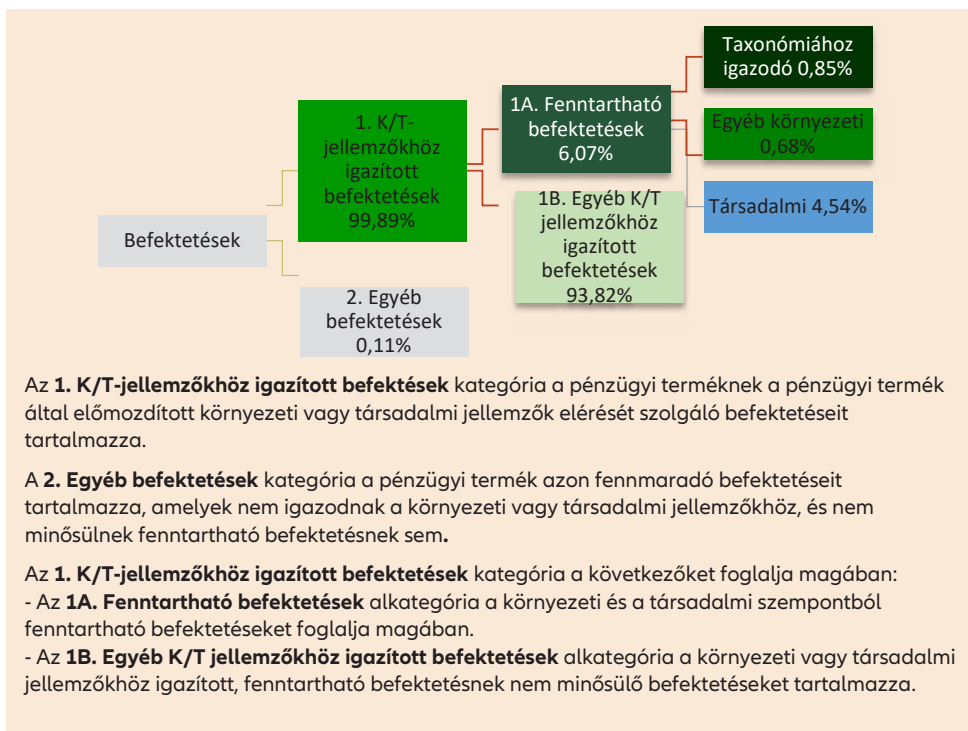 Befektetések
1. K/T-
jellemzőkhöz
igazított
befektetések
99,89%
2. Egyéb
befektetések
0,11%
1A. Fenntartható
befektetések
6,07%
1B. Egyéb K/T
jellemzőkhöz
igazított
befektetések
93,82%
Taxonómiához
igazodó 0,85%
Egyéb környezeti
0,68%
Társadalmi 4,54%
Az 1. K/T-jellemzőkhöz igazított befektések kategória a pénzügyi terméknek a pénzügyi termék
által előmozdított környezeti vagy társadalmi jellemzők elérését szolgáló befektetéseit
tartalmazza.
A 2. Egyéb befektetések kategória a pénzügyi termék azon fennmaradó befektetéseit
tartalmazza, amelyek nem igazodnak a környezeti vagy társadalmi jellemzőkhöz, és nem
minősülnek fenntartható befektetésnek sem.
Az 1. K/T-jellemzőkhöz igazított befektetések kategória a következőket foglalja magában:
- Az 1A. Fenntartható befektetések alkategória a környezeti és a társadalmi szempontból
fenntartható befektetéseket foglalja magában.
- Az 1B. Egyéb K/T jellemzőkhöz igazított befektetések alkategória a környezeti vagy társadalmi
jellemzőkhöz igazított, fenntartható befektetésnek nem minősülő befektetéseket tartalmazza.